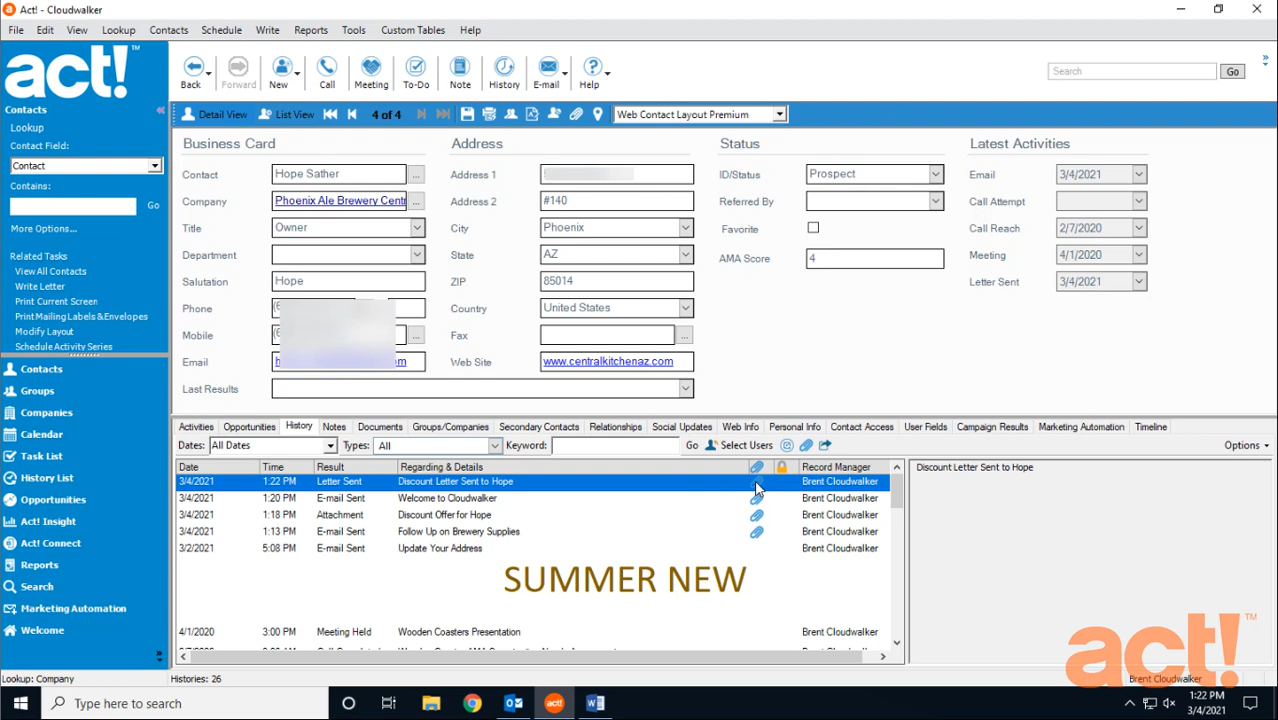 Act! - Cloudwalker
File Edit View Lookup Contacts Schedule Write Reports Tools Custom Tables Help
act!™
Back Forward New Call Meeting To-Do Note History E-mail Help
Search Go
Contacts
Lookup
Contact Field:
Contact
Contains:
Go
More Options...
Related Tasks
View All Contacts
Write Letter
Print Current Screen
Print Mailing Labels & Envelopes
Modify Layout
Schedule Activity Series
Contacts
Groups
Companies
Calendar
Task List
History List
Opportunities
Act! Insight
Act! Connect
Reports
Search
Marketing Automation
Welcome
Detail View List View 4 of 4 Web Contact Layout Premium
Business Card
Contact Hope Sather ...
Company Phoenix Ale Brewery Centr ...
Title Owner
Department
Salutation Hope
Phone
Mobile ...
Email
Last Results
Address
Address 1
Address 2 #140
City Phoenix
State AZ
ZIP 85014
Country United States
Fax ...
Web Site www.centralkitchenaz.com
Status
ID/Status Prospect
Referred By
Favorite
AMA Score 4
Latest Activities
Email 3/4/2021
Call Attempt
Call Reach 2/7/2020
Meeting 4/1/2020
Letter Sent 3/4/2021
Activities Opportunities History Notes Documents Groups/Companies Secondary Contacts Relationships Social Updates Web Info Personal Info Contact Access User Fields Campaign Results Marketing Automation Timeline
Dates: All Dates Types: All Keyword: Go Select Users Options
Date Time Result Regarding & Details Record Manager
3/4/2021 1:22 PM Letter Sent Discount Letter Sent to Hope Brent Cloudwalker
3/4/2021 1:20 PM E-mail Sent Welcome to Cloudwalker Brent Cloudwalker
3/4/2021 1:18 PM Attachment Discount Offer for Hope Brent Cloudwalker
3/4/2021 1:13 PM E-mail Sent Follow Up on Brewery Supplies Brent Cloudwalker
3/2/2021 5:08 PM E-mail Sent Update Your Address Brent Cloudwalker
SUMMER NEW
4/1/2020 3:00 PM Meeting Held Wooden Coasters Presentation Brent Cloudwalker
Discount Letter Sent to Hope
act!™
Lookup: Company Histories: 26 Brent Cloudwalker
Type here to search
1:22 PM
3/4/2021